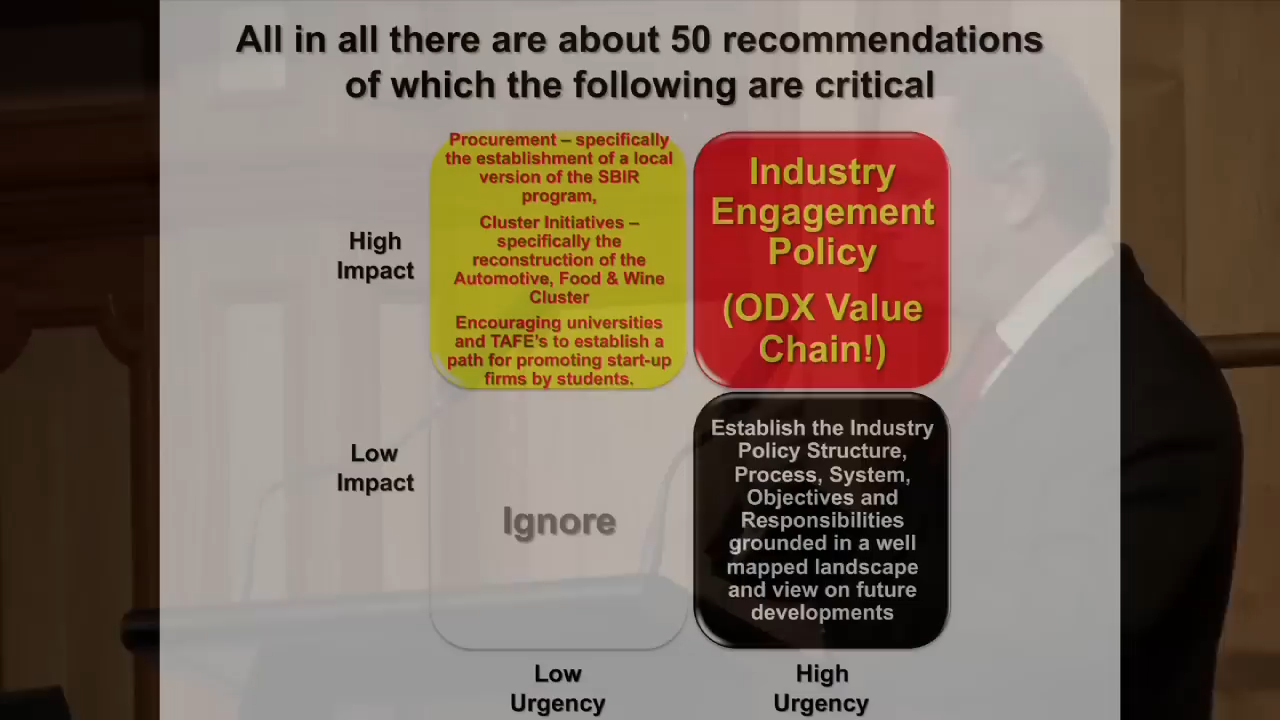 All in all there are about 50 recommendations
of which the following are critical
High
Impact
Procurement – specifically
the establishment of a local
version of the SBIR
program,
Cluster Initiatives –
specifically the
reconstruction of the
Automotive, Food & Wine
Cluster
Encouraging universities
and TAFE's to establish a
path for promoting start-up
firms by students.
Industry
Engagement
Policy
(ODX Value
Chain!)
Low
Impact
Ignore
Establish the Industry
Policy Structure,
Process, System,
Objectives and
Responsibilities
grounded in a well
mapped landscape
and view on future
developments
Low
Urgency
High
Urgency